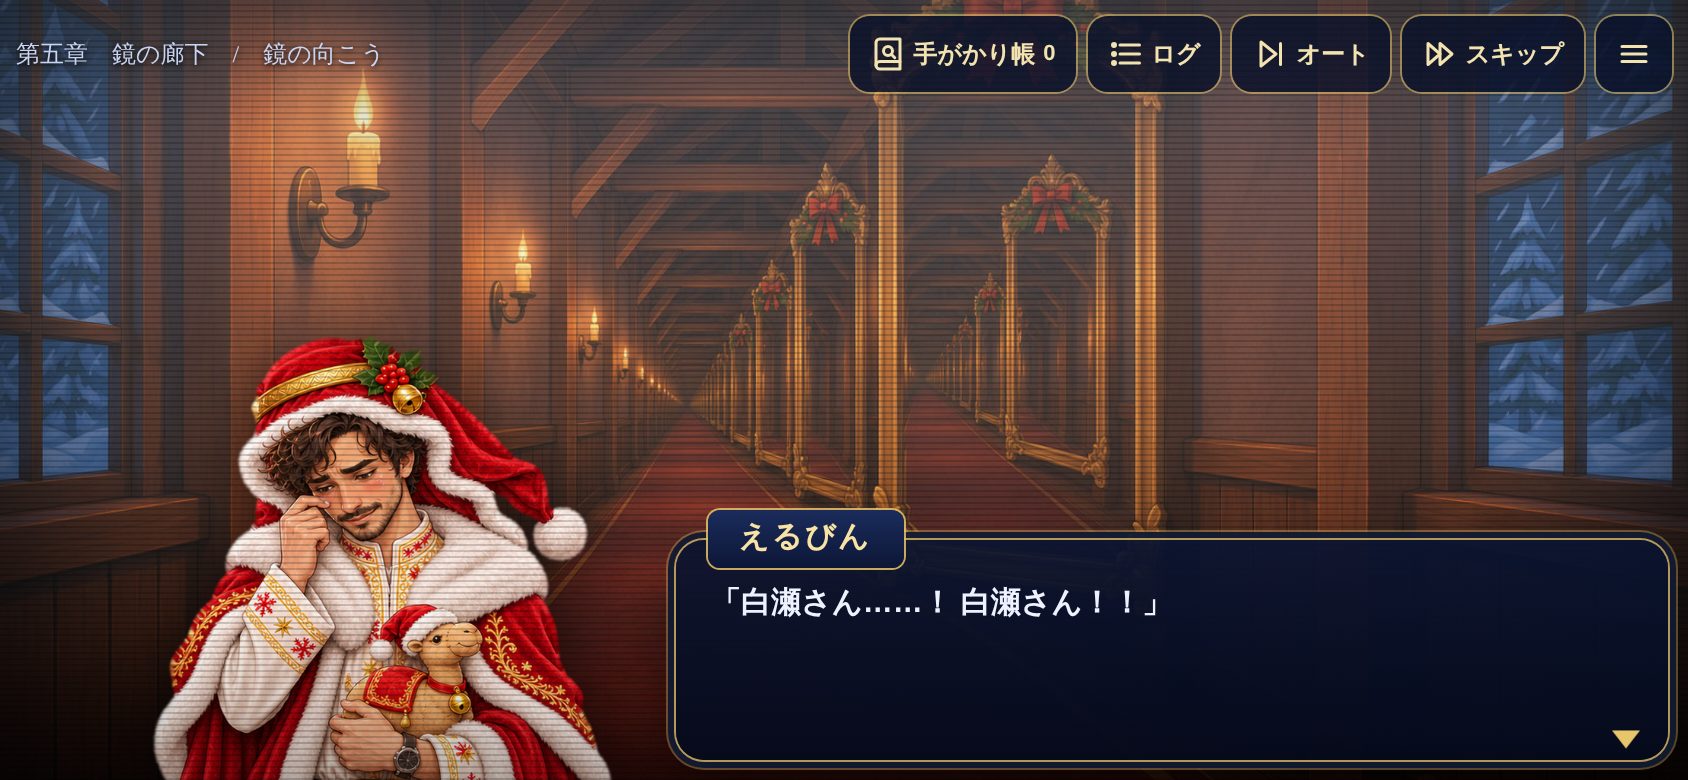 第五章　鏡の廊下　/　鏡の向こう
手がかり帳 0
ログ
オート
スキップ
えるびん
「白瀬さん……！ 白瀬さん！！」